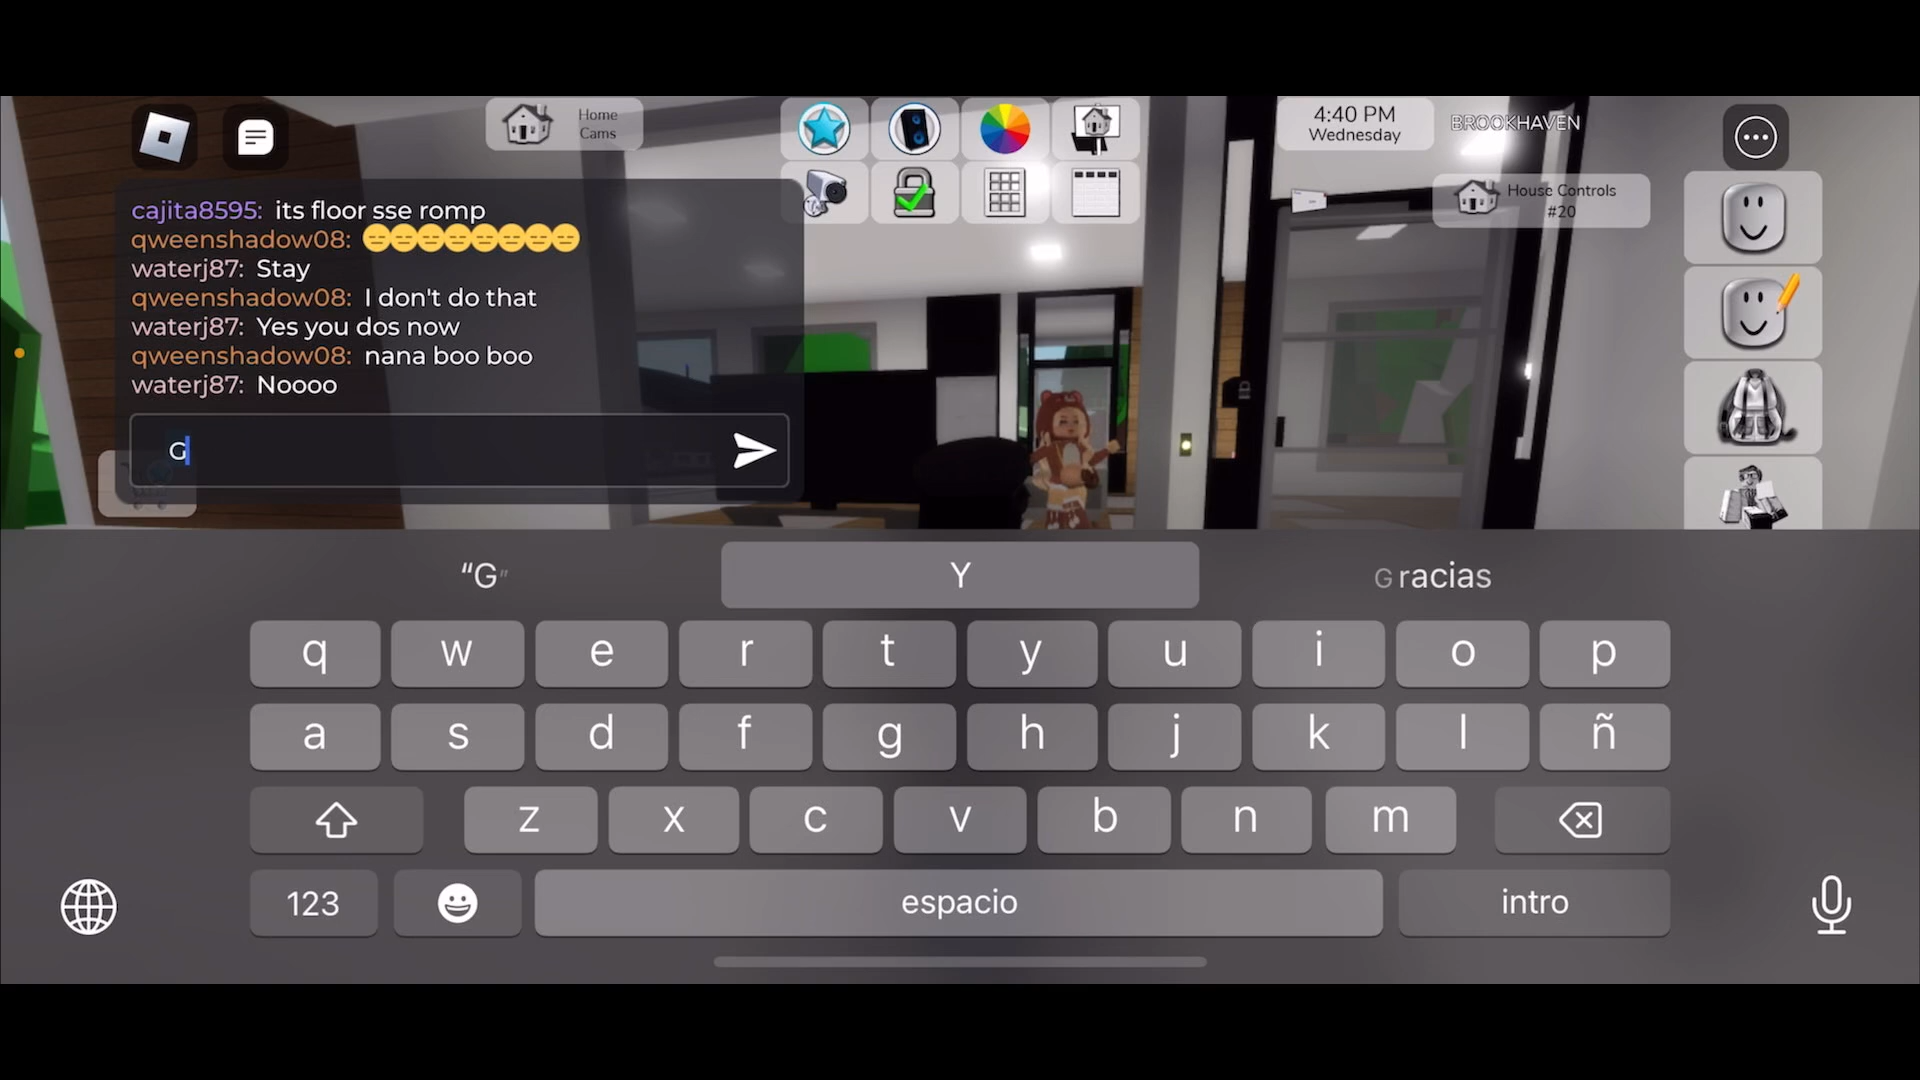 Home
Cams
4:40 PM
Wednesday
BROOKHAVEN
House Controls
#20
cajita8595: its floor sse romp
qweenshadow08: 😑😑😑😑😑😑😑😑
waterj87: Stay
qweenshadow08: I don't do that
waterj87: Yes you dos now
qweenshadow08: nana boo boo
waterj87: Noooo
G
“G” Y Gracias
q w e r t y u i o p
a s d f g h j k l ñ
z x c v b n m
123 espacio intro